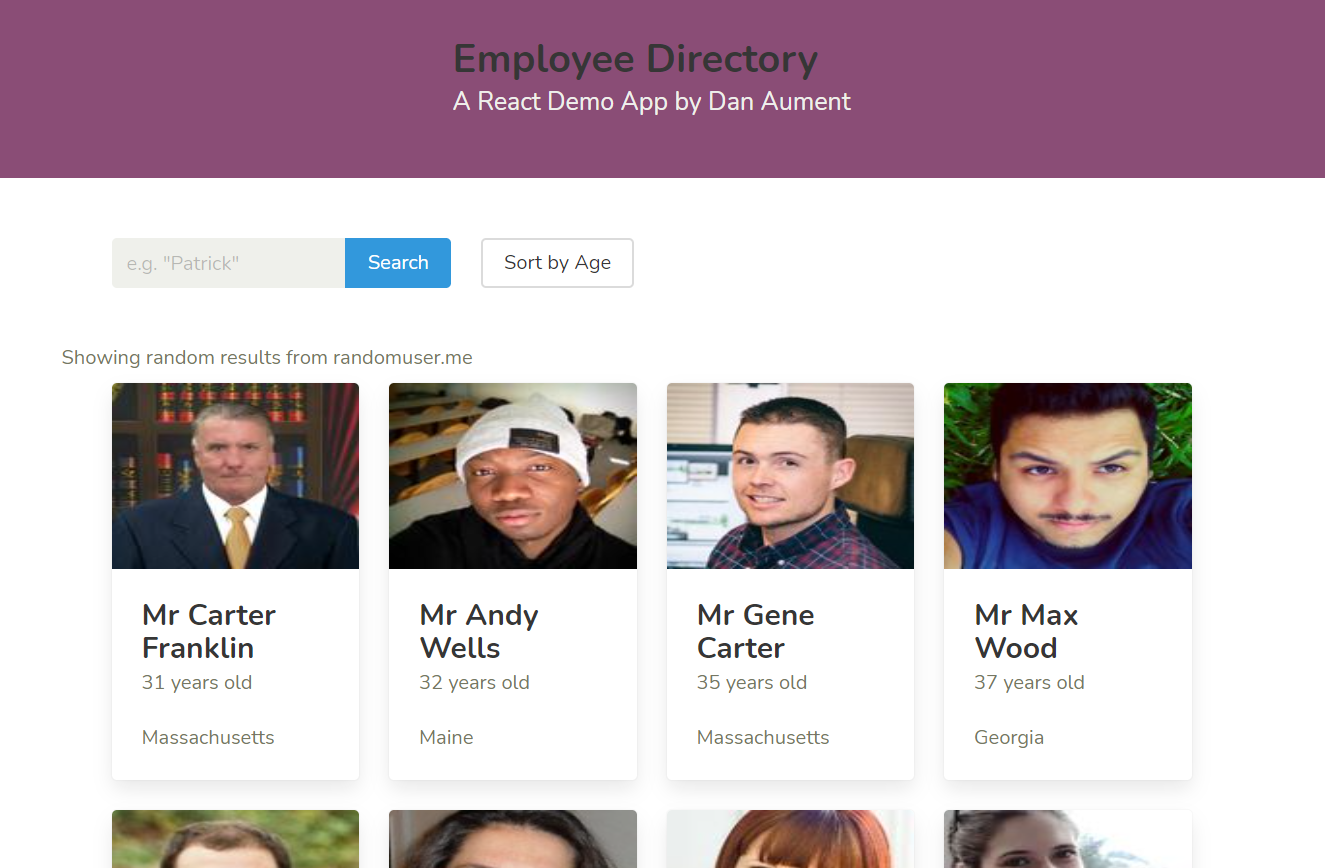 Employee Directory
A React Demo App by Dan Aument
e.g. "Patrick"
Search
Sort by Age
Showing random results from randomuser.me
Mr Carter
Franklin
31 years old
Massachusetts
Mr Andy
Wells
32 years old
Maine
Mr Gene
Carter
35 years old
Massachusetts
Mr Max
Wood
37 years old
Georgia